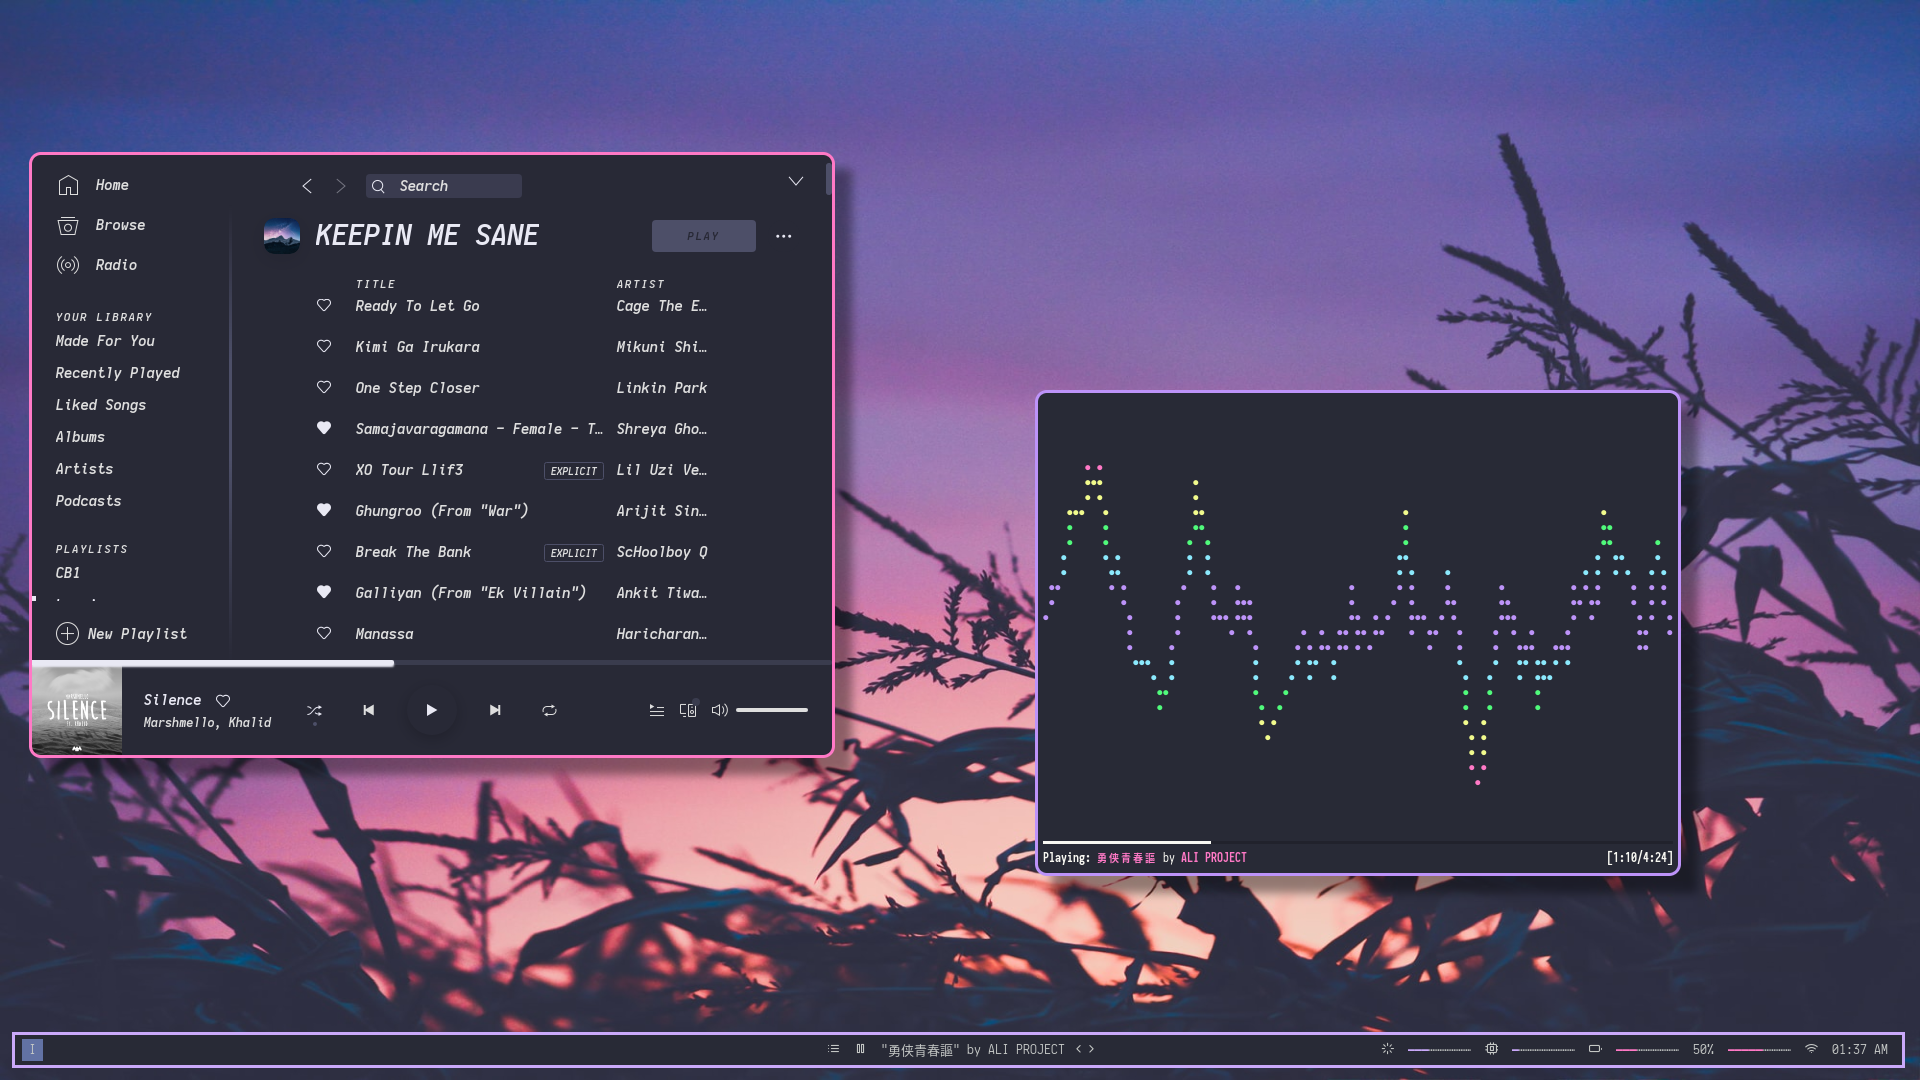 Home
Browse
Radio
YOUR LIBRARY
Made For You
Recently Played
Liked Songs
Albums
Artists
Podcasts
PLAYLISTS
CB1
New Playlist
Search
KEEPIN ME SANE
PLAY
TITLE ARTIST
Ready To Let Go Cage The E…
Kimi Ga Irukara Mikuni Shi…
One Step Closer Linkin Park
Samajavaragamana - Female - T… Shreya Gho…
XO Tour Llif3 EXPLICIT Lil Uzi Ve…
Ghungroo (From "War") Arijit Sin…
Break The Bank EXPLICIT ScHoolboy Q
Galliyan (From "Ek Villain") Ankit Tiwa…
Manassa Haricharan…
SILENCE
Silence
Marshmello, Khalid
Playing: 勇侠青春謳 by ALI PROJECT [1:10/4:24]
I
"勇侠青春謳" by ALI PROJECT
50%
01:37 AM